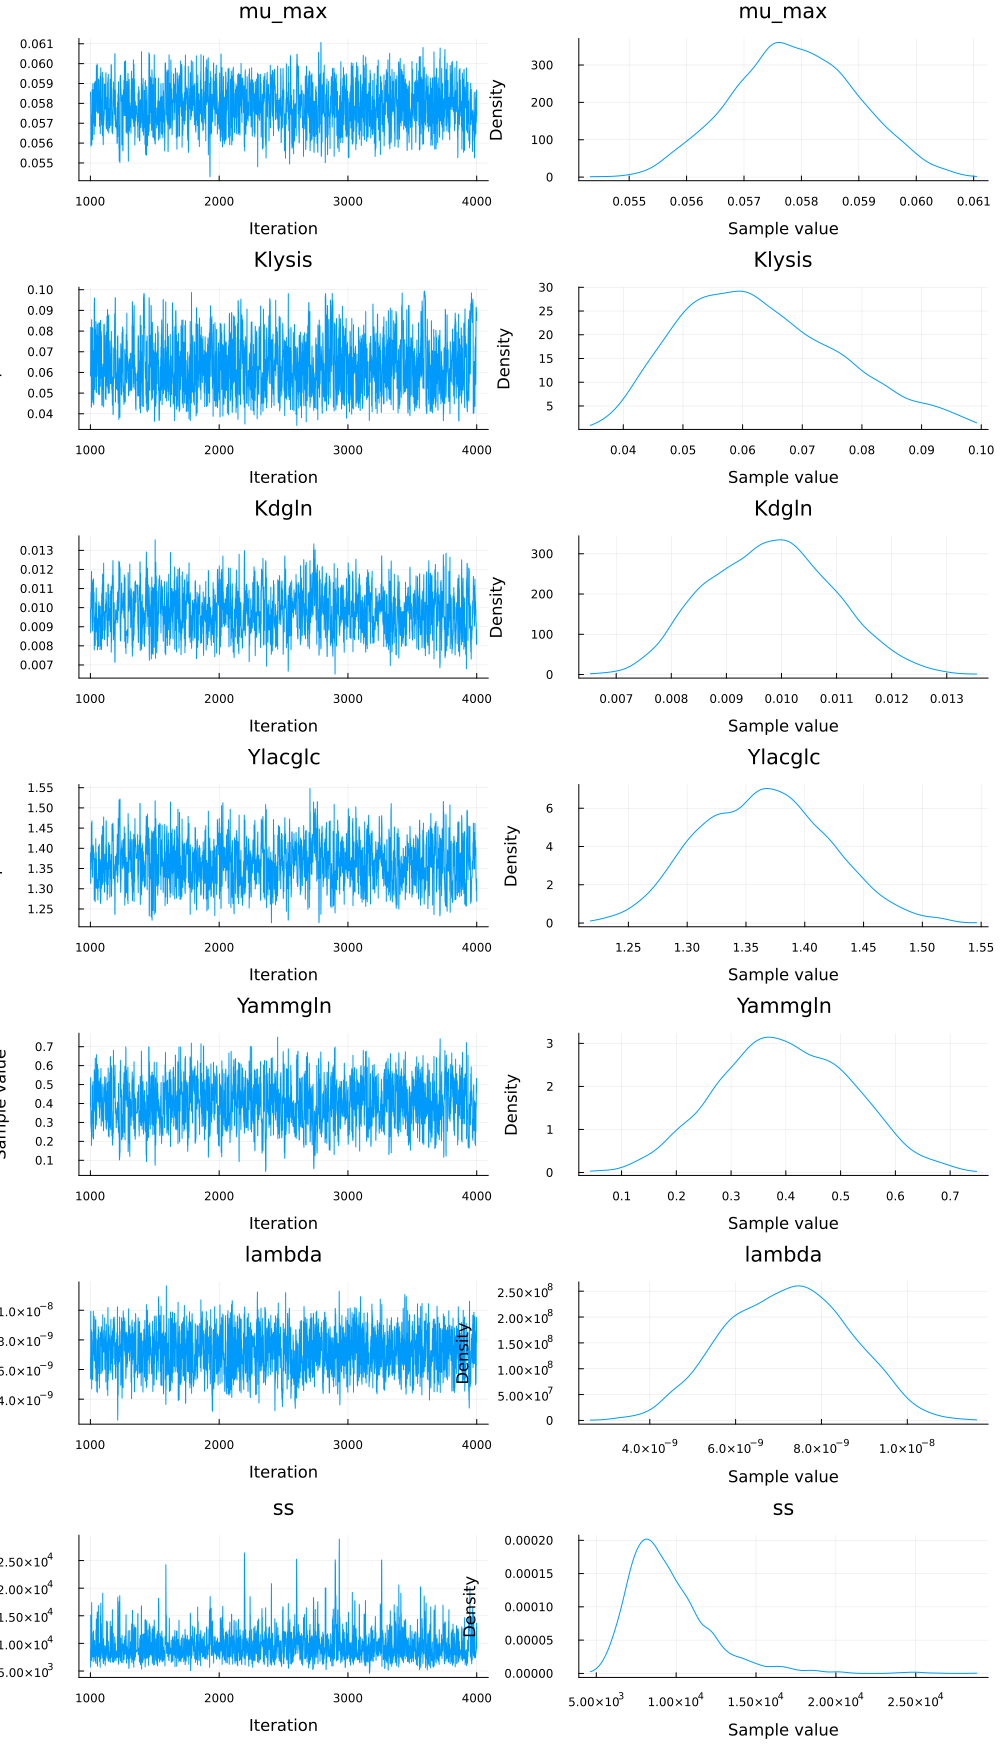 mu_max mu_max
0.061
0.060
0.059
0.058
0.057
0.056
0.055
1000 2000 3000 4000
Iteration
Density
300
200
100
0
0.055 0.056 0.057 0.058 0.059 0.060 0.061
Sample value
Klysis Klysis
0.10
0.09
0.08
0.07
0.06
0.05
0.04
1000 2000 3000 4000
Iteration
Density
30
25
20
15
10
5
0.04 0.05 0.06 0.07 0.08 0.09 0.10
Sample value
Kdgln Kdgln
0.013
0.012
0.011
0.010
0.009
0.008
0.007
1000 2000 3000 4000
Iteration
Density
300
200
100
0
0.007 0.008 0.009 0.010 0.011 0.012 0.013
Sample value
Ylacglc Ylacglc
1.55
1.50
1.45
1.40
1.35
1.30
1.25
1000 2000 3000 4000
Iteration
Density
6
4
2
0
1.25 1.30 1.35 1.40 1.45 1.50 1.55
Sample value
Yammgln Yammgln
Sample value
0.7
0.6
0.5
0.4
0.3
0.2
0.1
1000 2000 3000 4000
Iteration
Density
3
2
1
0
0.1 0.2 0.3 0.4 0.5 0.6 0.7
Sample value
lambda lambda
1.0×10⁻⁸
8.0×10⁻⁹
6.0×10⁻⁹
4.0×10⁻⁹
1000 2000 3000 4000
Iteration
Density
2.50×10⁸
2.00×10⁸
1.50×10⁸
1.00×10⁸
5.00×10⁷
0
4.0×10⁻⁹ 6.0×10⁻⁹ 8.0×10⁻⁹ 1.0×10⁻⁸
Sample value
ss ss
2.50×10⁴
2.00×10⁴
1.50×10⁴
1.00×10⁴
5.00×10³
1000 2000 3000 4000
Iteration
Density
0.00020
0.00015
0.00010
0.00005
0.00000
5.00×10³ 1.00×10⁴ 1.50×10⁴ 2.00×10⁴ 2.50×10⁴
Sample value